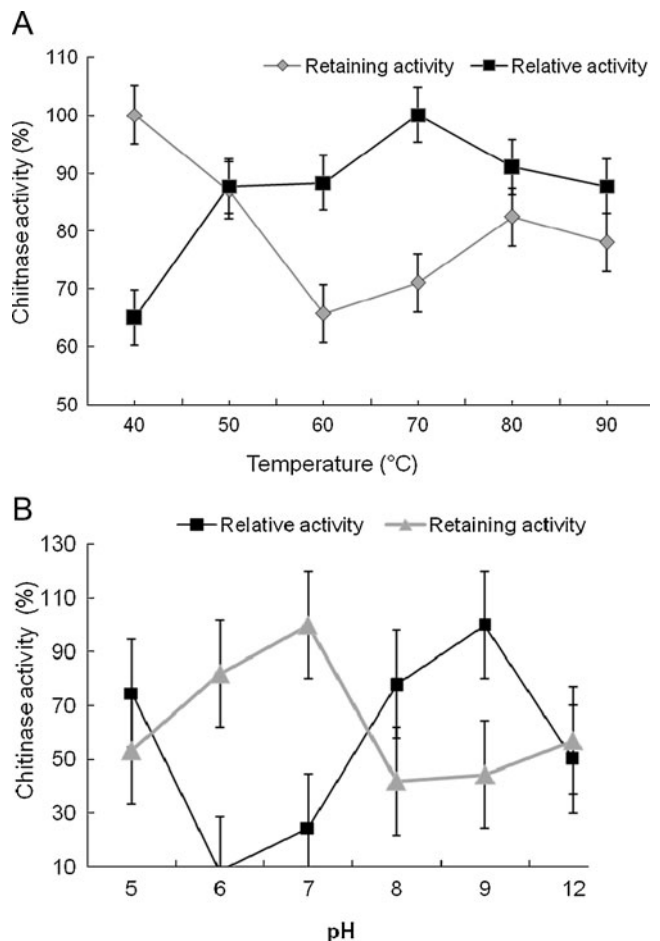 A
Retaining activity Relative activity
Chiitnase activity (%)
110
100
90
80
70
60
50
40 50 60 70 80 90
Temperature (°C)
B
Relative activity Retaining activity
Chitinase activity (%)
130
110
90
70
50
30
10
5 6 7 8 9 12
pH